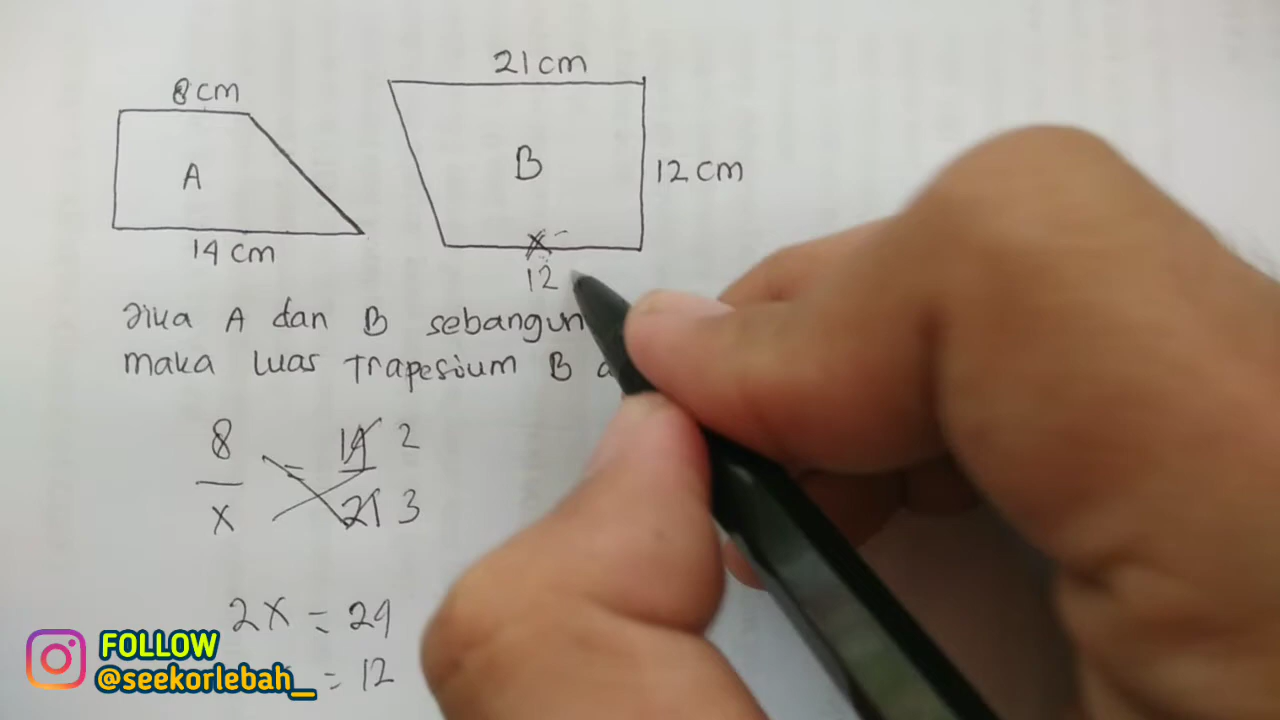 21 cm
8 cm
A
B
12 cm
14 cm
x
12
Jika A dan B sebangun
maka luas Trapesium B
8 = 14 2
x 21 3
2x = 24
= 12
FOLLOW
@seekorlebah_